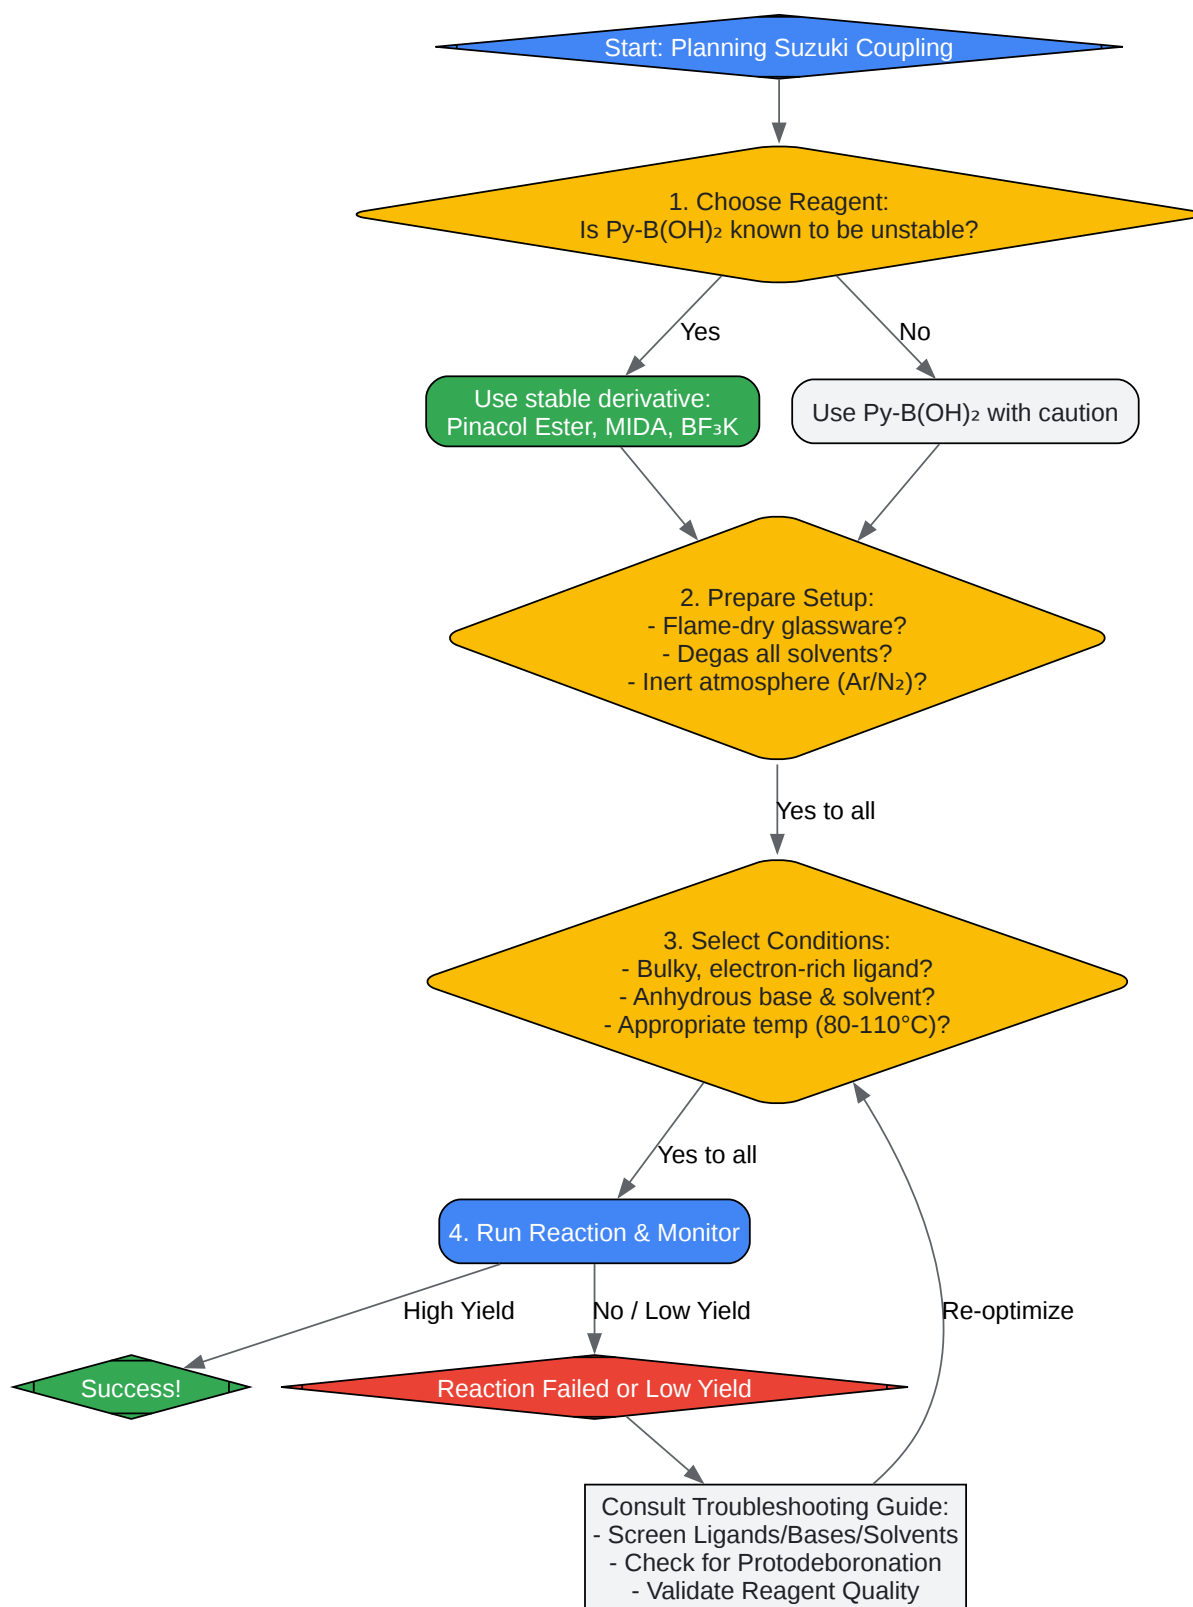 Start: Planning Suzuki Coupling
1. Choose Reagent:
Is Py-B(OH)₂ known to be unstable?
Yes
No
Use stable derivative:
Pinacol Ester, MIDA, BF₃K
Use Py-B(OH)₂ with caution
2. Prepare Setup:
- Flame-dry glassware?
- Degas all solvents?
- Inert atmosphere (Ar/N₂)?
Yes to all
3. Select Conditions:
- Bulky, electron-rich ligand?
- Anhydrous base & solvent?
- Appropriate temp (80-110°C)?
Yes to all
4. Run Reaction & Monitor
High Yield
No / Low Yield
Re-optimize
Success!
Reaction Failed or Low Yield
Consult Troubleshooting Guide:
- Screen Ligands/Bases/Solvents
- Check for Protodeboronation
- Validate Reagent Quality